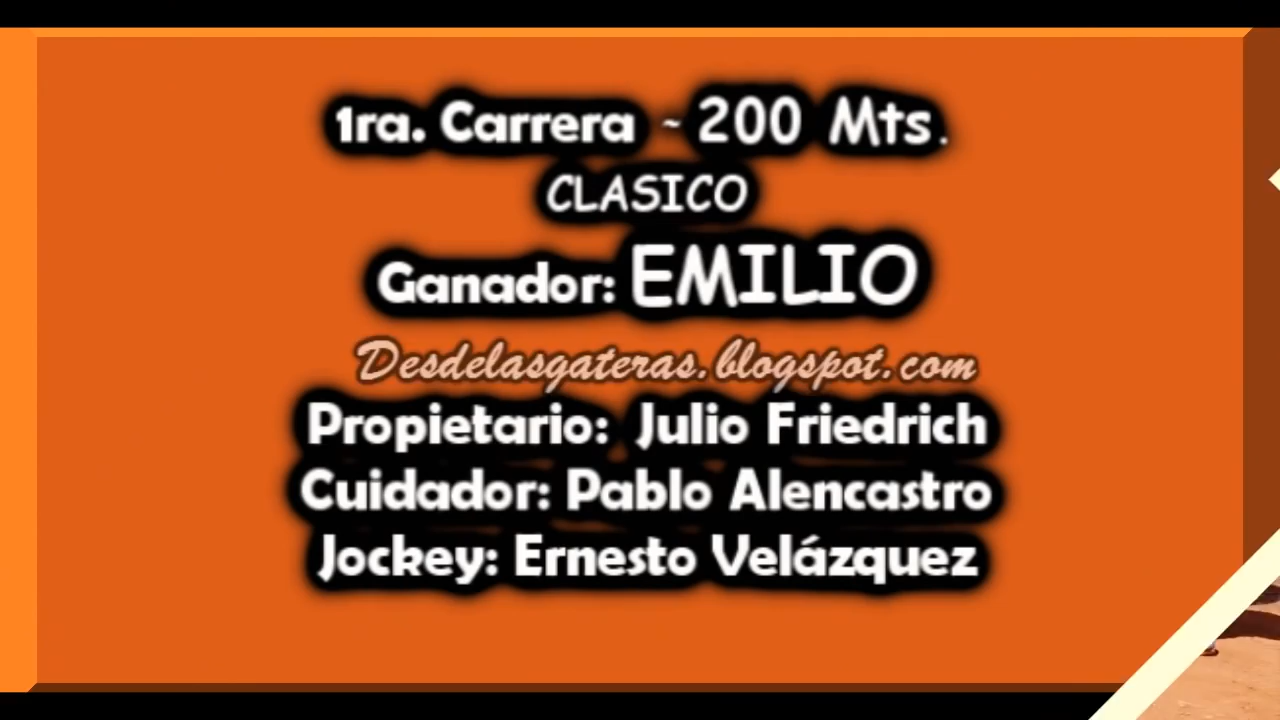 1ra. Carrera - 200 Mts.
CLASICO
Ganador: EMILIO
Desdelasgateras.blogspot.com
Propietario: Julio Friedrich
Cuidador: Pablo Alencastro
Jockey: Ernesto Velázquez